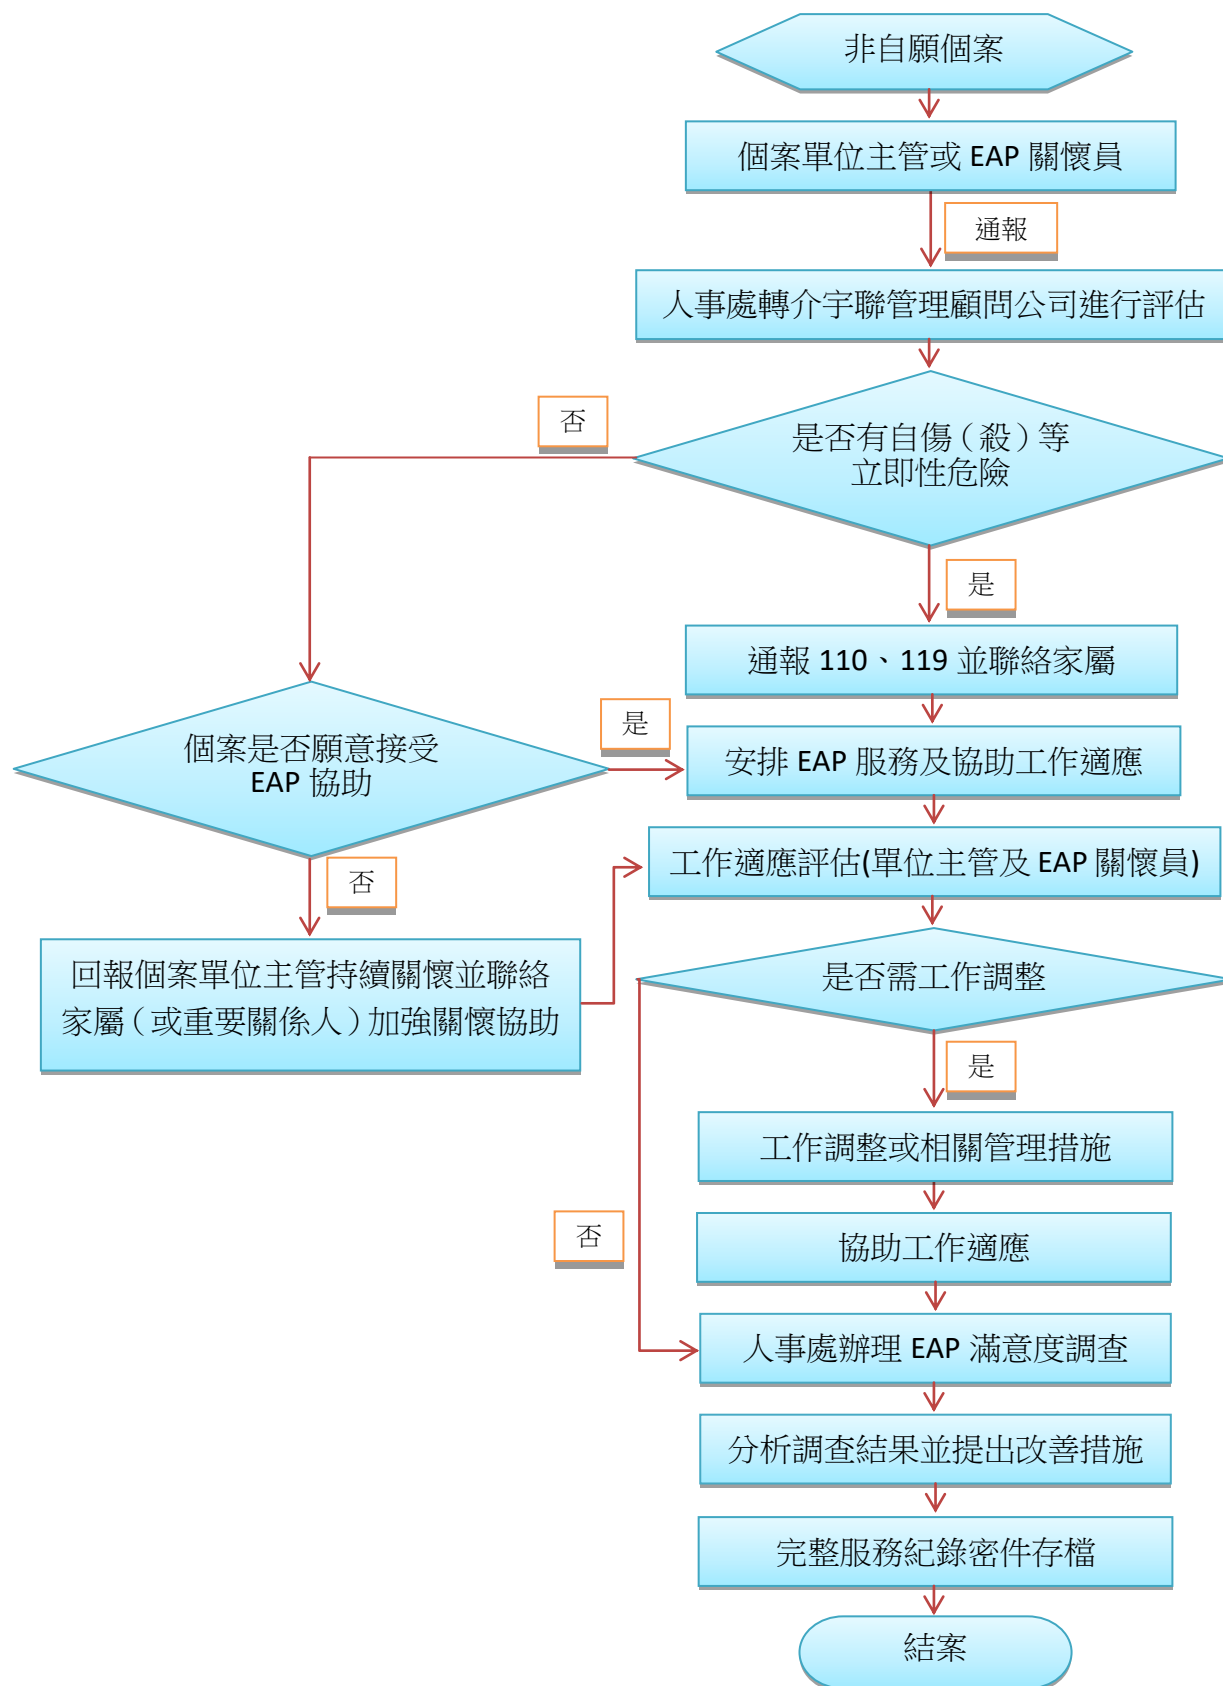 非自願個案
個案單位主管或 EAP 關懷員
通報
人事處轉介宇聯管理顧問公司進行評估
否
是否有自傷（殺）等
立即性危險
是
通報 110、119 並聯絡家屬
個案是否願意接受
EAP 協助
是
安排 EAP 服務及協助工作適應
工作適應評估(單位主管及 EAP 關懷員)
否
回報個案單位主管持續關懷並聯絡
家屬（或重要關係人）加強關懷協助
是否需工作調整
是
工作調整或相關管理措施
否
協助工作適應
人事處辦理 EAP 滿意度調查
分析調查結果並提出改善措施
完整服務紀錄密件存檔
結案